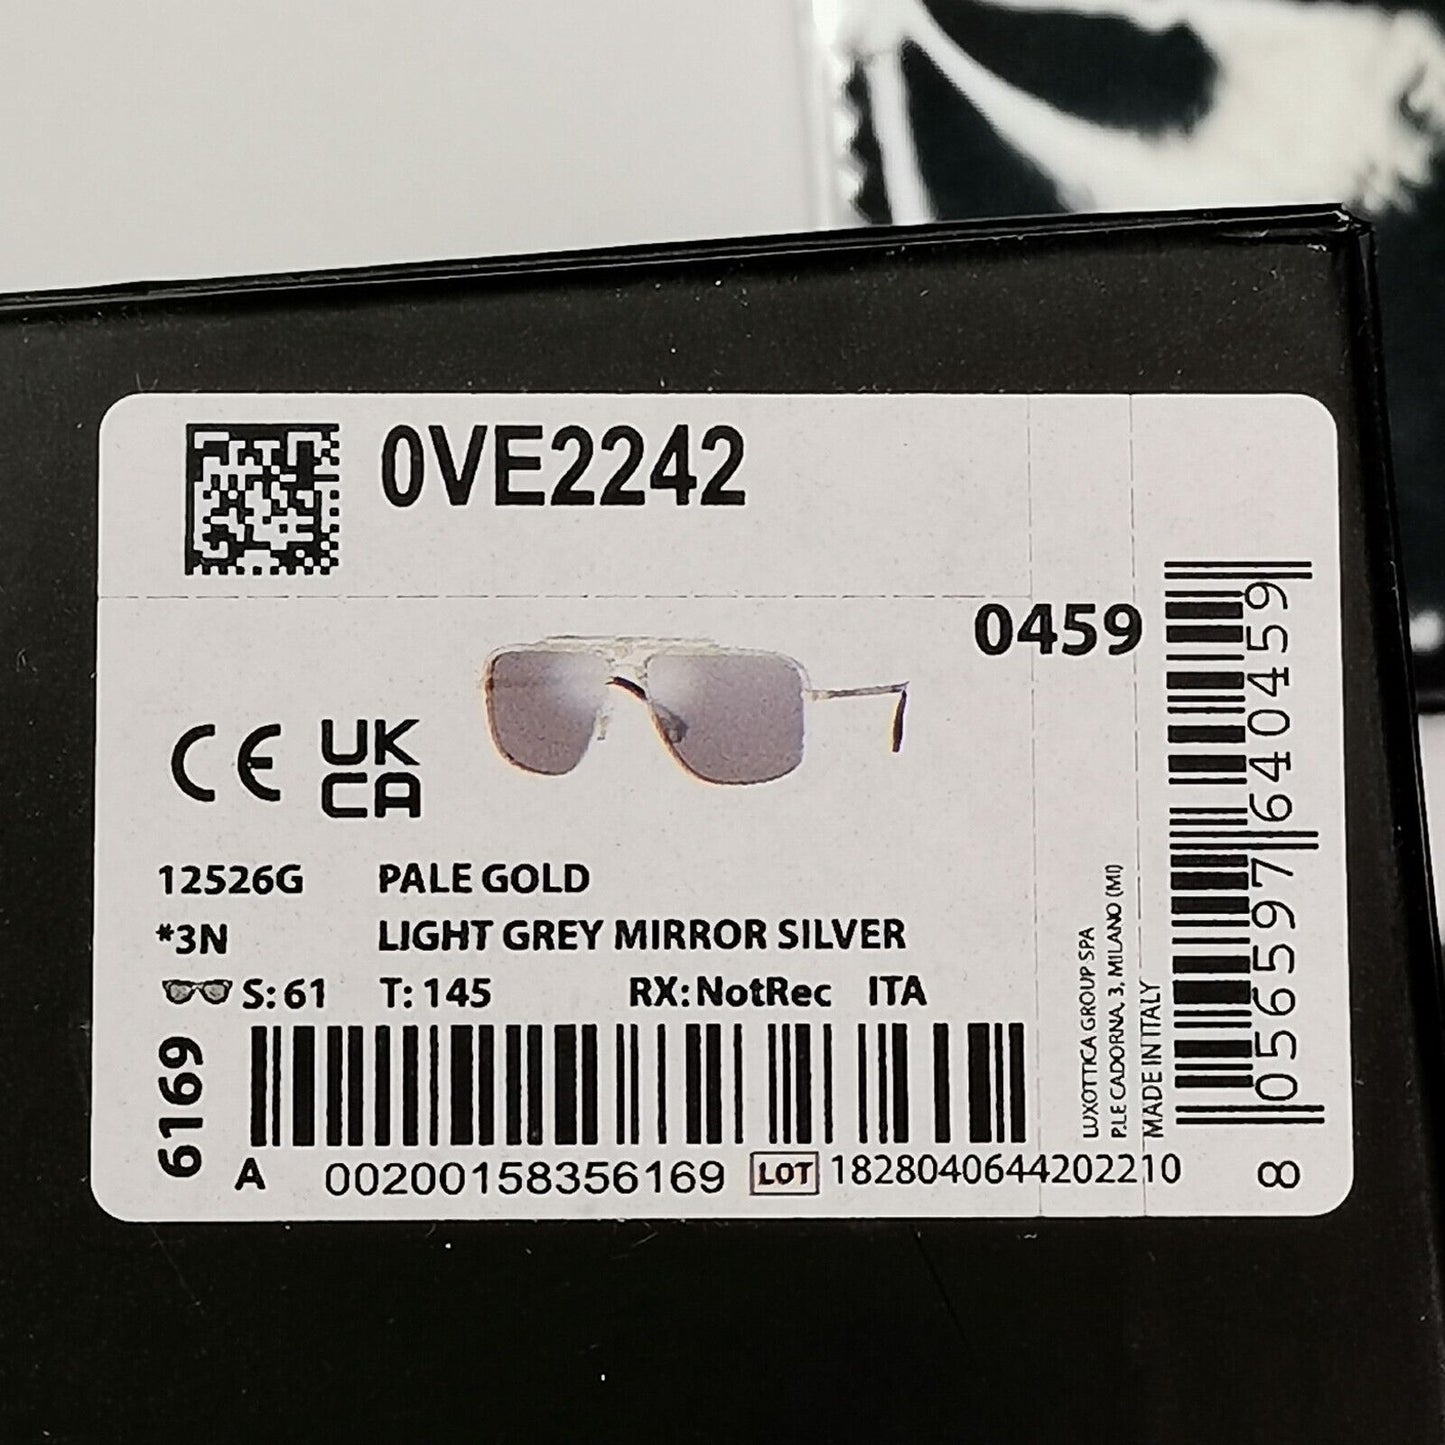 0VE2242
0459
CE UK
CA
12526G PALE GOLD
*3N LIGHT GREY MIRROR SILVER
S: 61 T: 145 RX: NotRec ITA
6169
A 00200158356169 LOT 1828040644202210
LUXOTTICA GROUP SPA
P.LE CADORNA, 3, MILANO (MI)
MADE IN ITALY
8 056597 640459